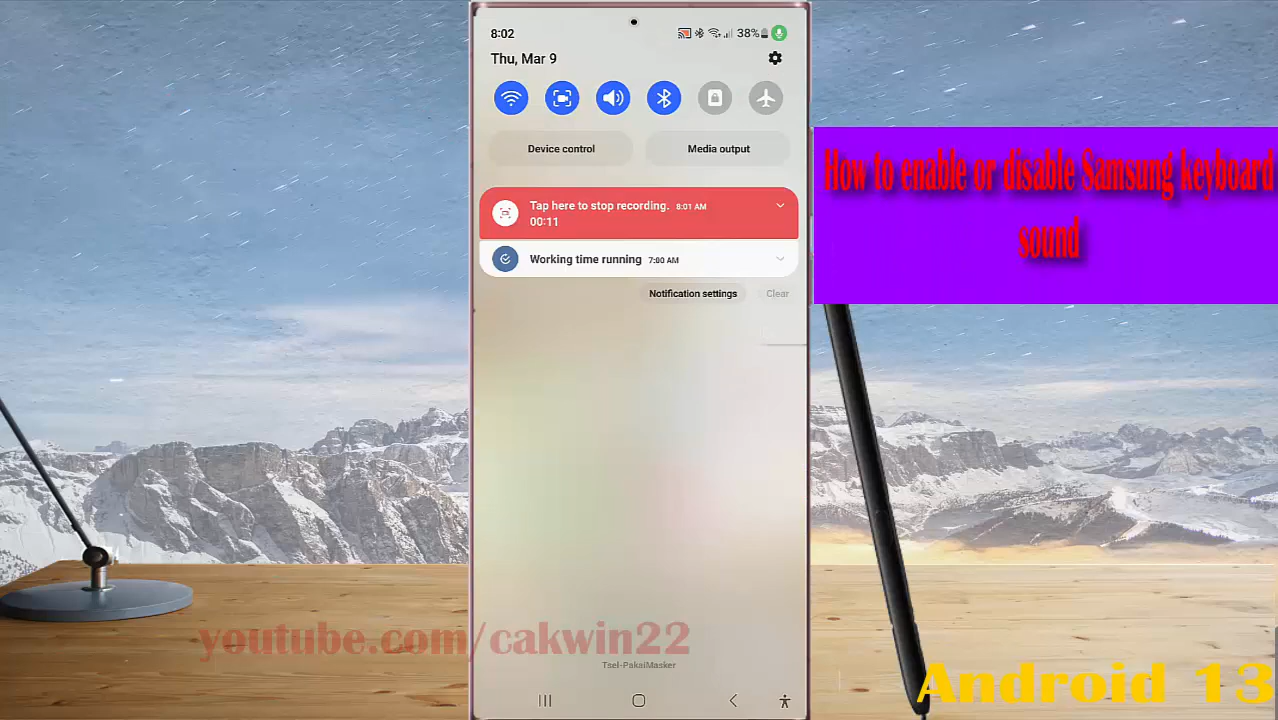 8:02
38%
Thu, Mar 9
Device control
Media output
Tap here to stop recording. 8:01 AM
00:11
Working time running 7:00 AM
Notification settings
Clear
How to enable or disable Samsung keyboard
sound
youtube.com/cakwin22
Tsel-PakaiMasker
Android 13